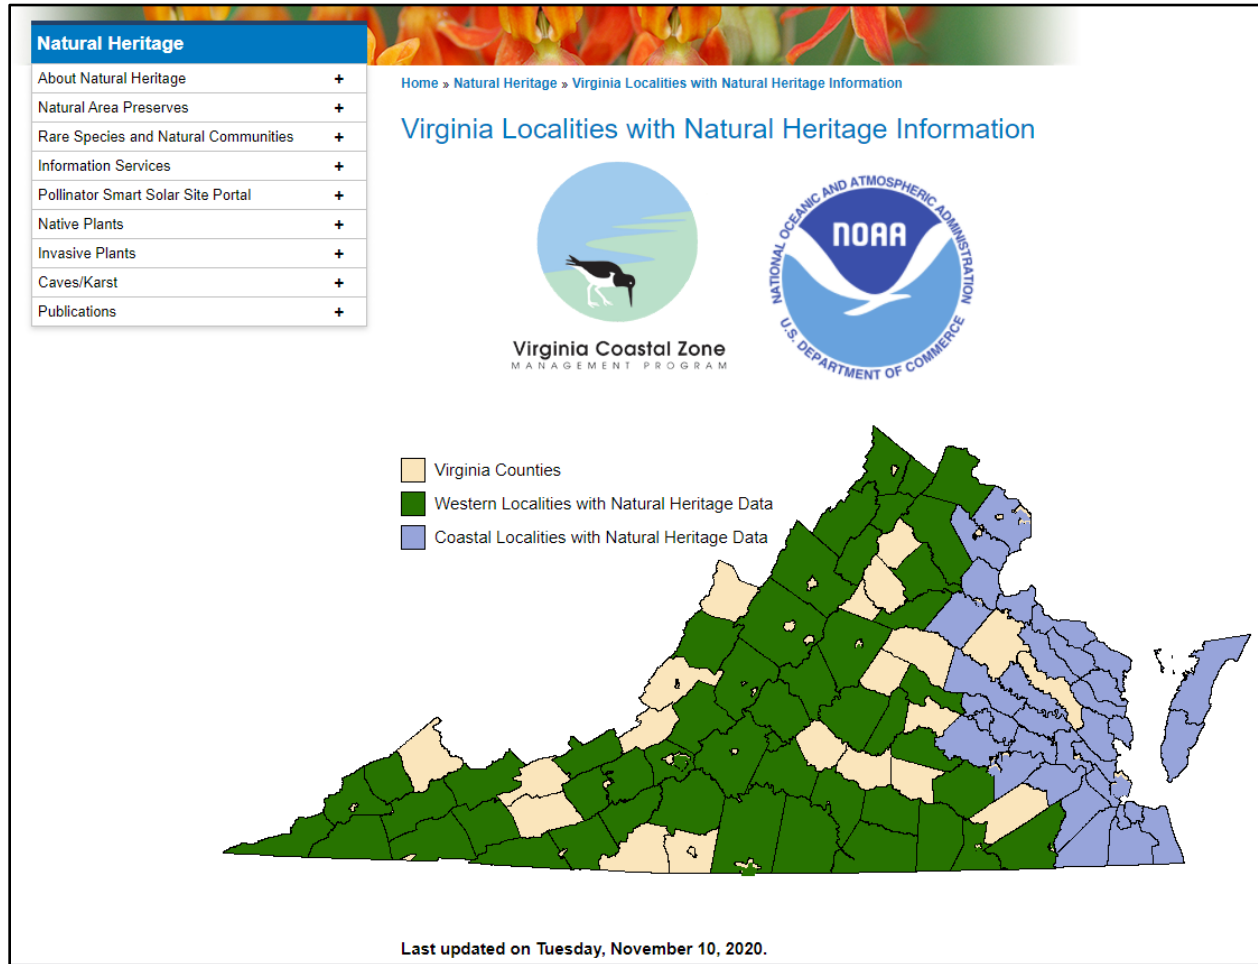 Natural Heritage
About Natural Heritage +
Natural Area Preserves +
Rare Species and Natural Communities +
Information Services +
Pollinator Smart Solar Site Portal +
Native Plants +
Invasive Plants +
Caves/Karst +
Publications +
Home » Natural Heritage » Virginia Localities with Natural Heritage Information
Virginia Localities with Natural Heritage Information
Virginia Coastal Zone
MANAGEMENT PROGRAM
NATIONAL OCEANIC AND ATMOSPHERIC ADMINISTRATION
NOAA
U.S. DEPARTMENT OF COMMERCE
Virginia Counties
Western Localities with Natural Heritage Data
Coastal Localities with Natural Heritage Data
Last updated on Tuesday, November 10, 2020.